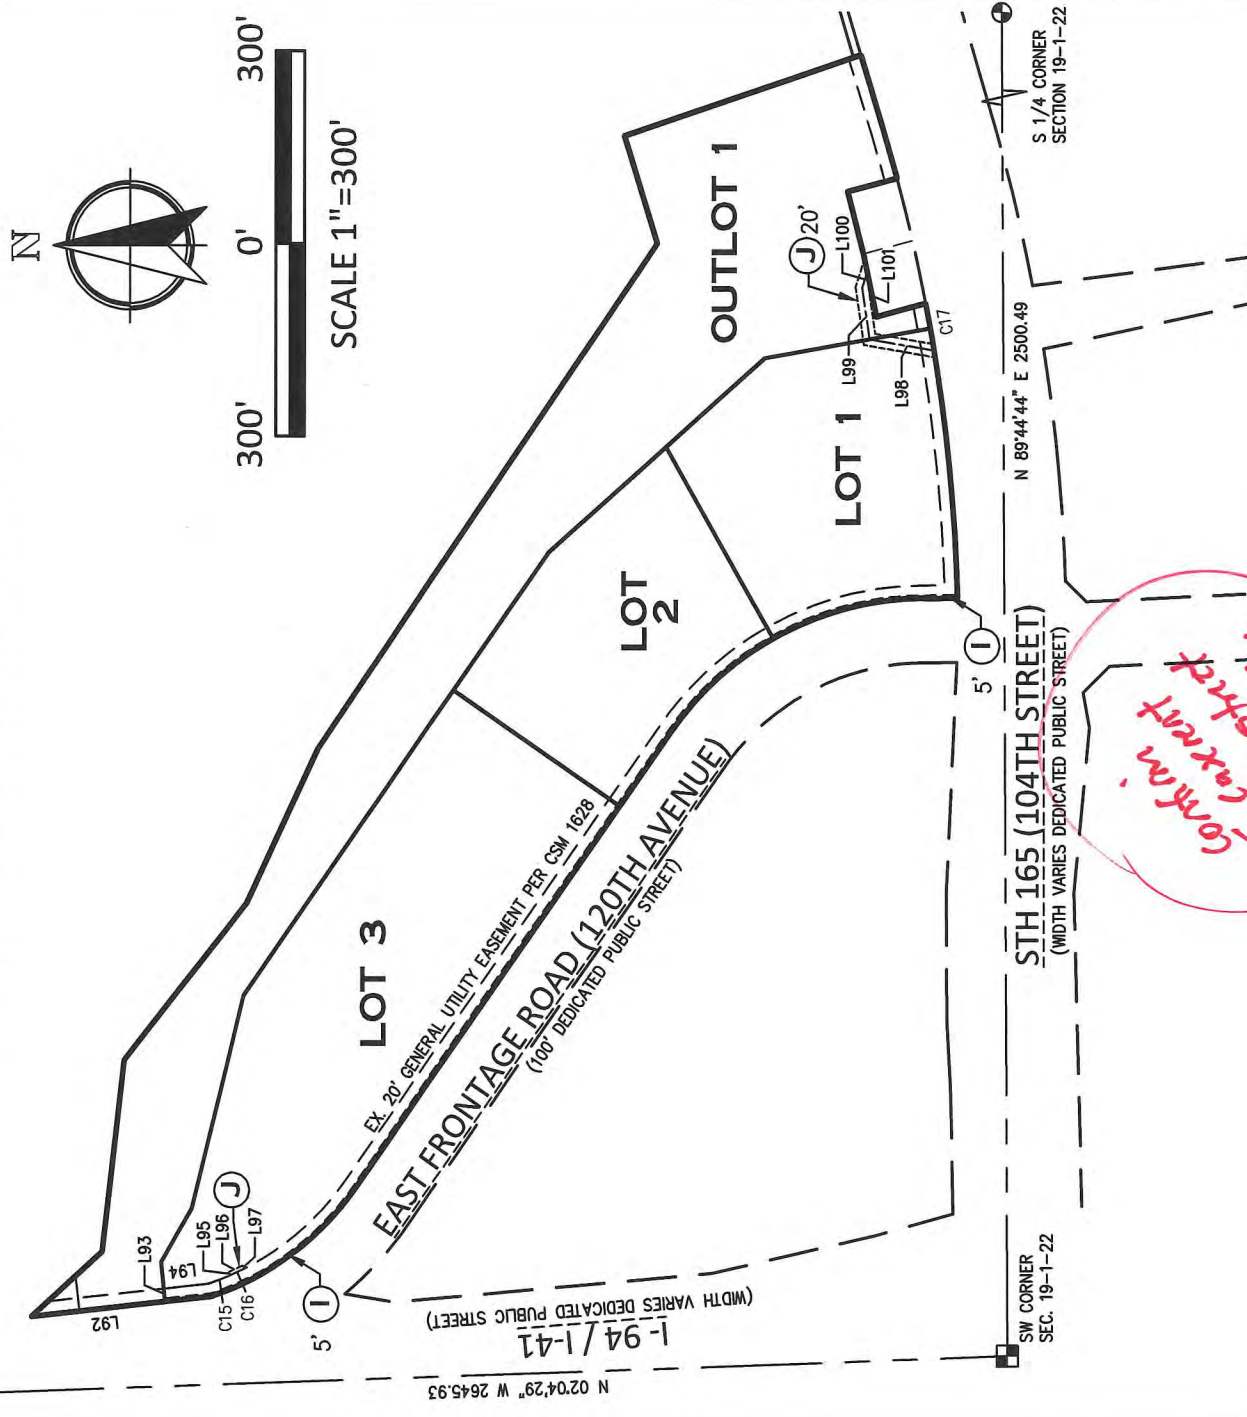 N
300'
0'
300'
SCALE 1"=300'
OUTLOT 1
J
20'
L100
L101
L99
L98
C17
LOT 1
LOT
2
LOT 3
S 1/4 CORNER
SECTION 19-1-22
N 89°44'44" E 2500.49
I
5'
STH 165 (104TH STREET)
(WIDTH VARIES DEDICATED PUBLIC STREET)
confirm
street
EX. 20' GENERAL UTILITY EASEMENT PER CSM 1628
EAST FRONTAGE ROAD (120TH AVENUE)
(100' DEDICATED PUBLIC STREET)
L92
L93
L94
L95
L96
L97
J
C15
C16
I
5'
I-94 / I-41
(WIDTH VARIES DEDICATED PUBLIC STREET)
N 02°04'29" W 2645.93
SW CORNER
SEC. 19-1-22